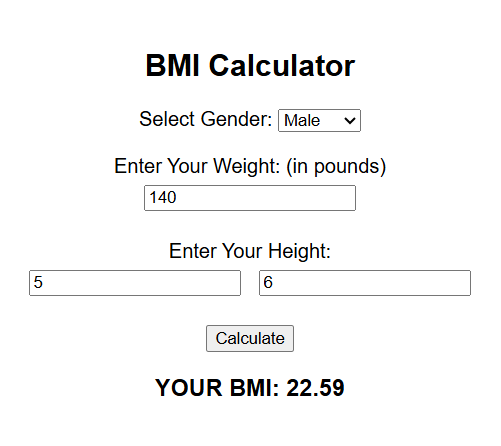 BMI Calculator
Select Gender: Male
Enter Your Weight: (in pounds)
140
Enter Your Height:
5 6
Calculate
YOUR BMI: 22.59